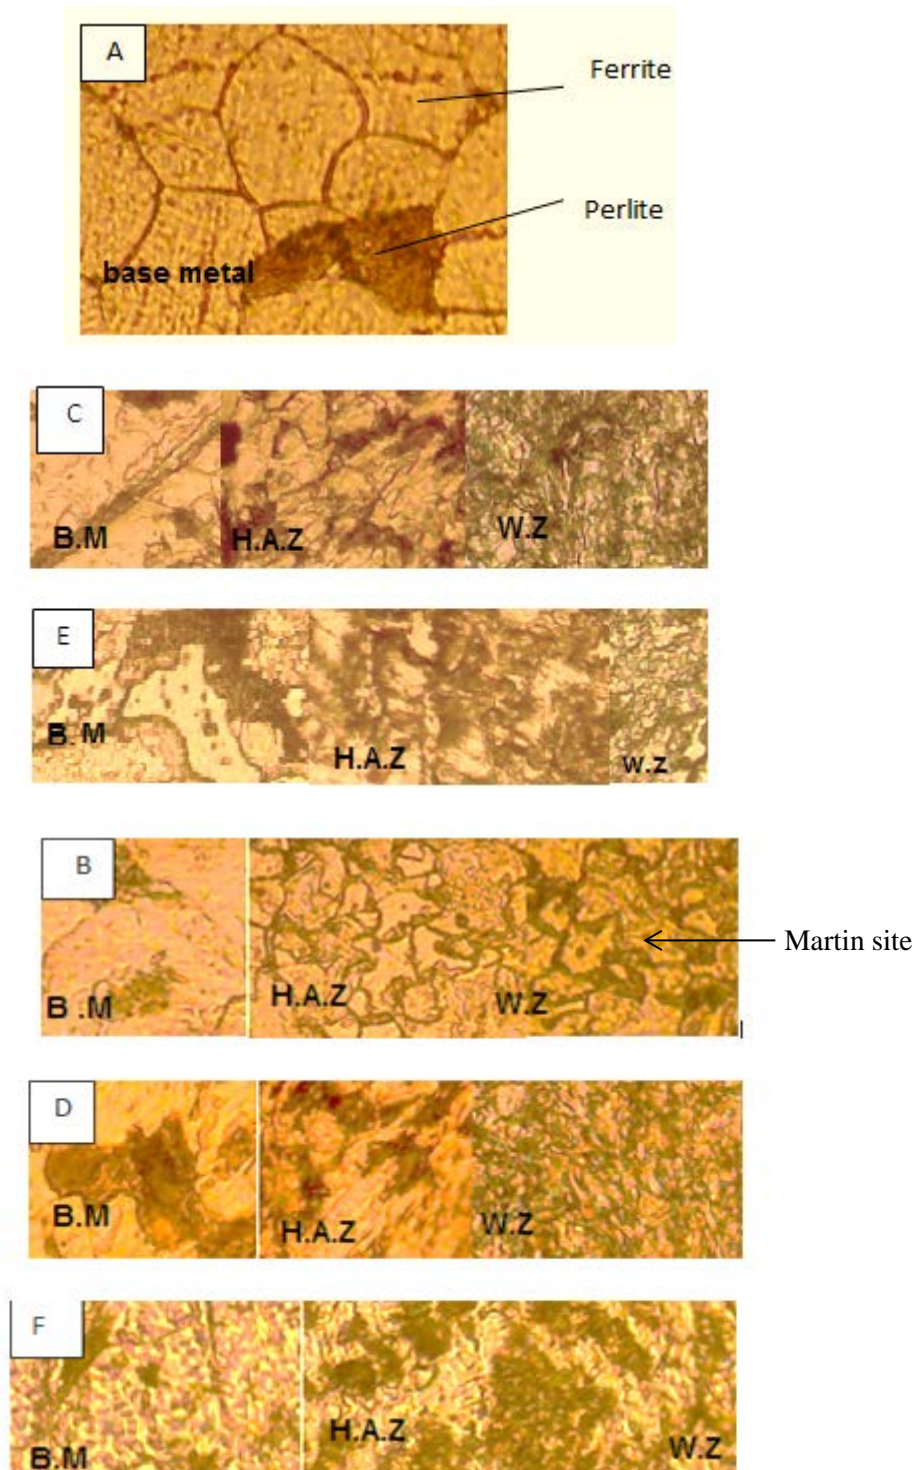 A
Ferrite
Perlite
base metal
C
B.M
H.A.Z
W.Z
E
B.M
H.A.Z
W.Z
B
B .M
H.A.Z
W.Z
Martin site
D
B.M
H.A.Z
W.Z
F
B.M
H.A.Z
W.Z